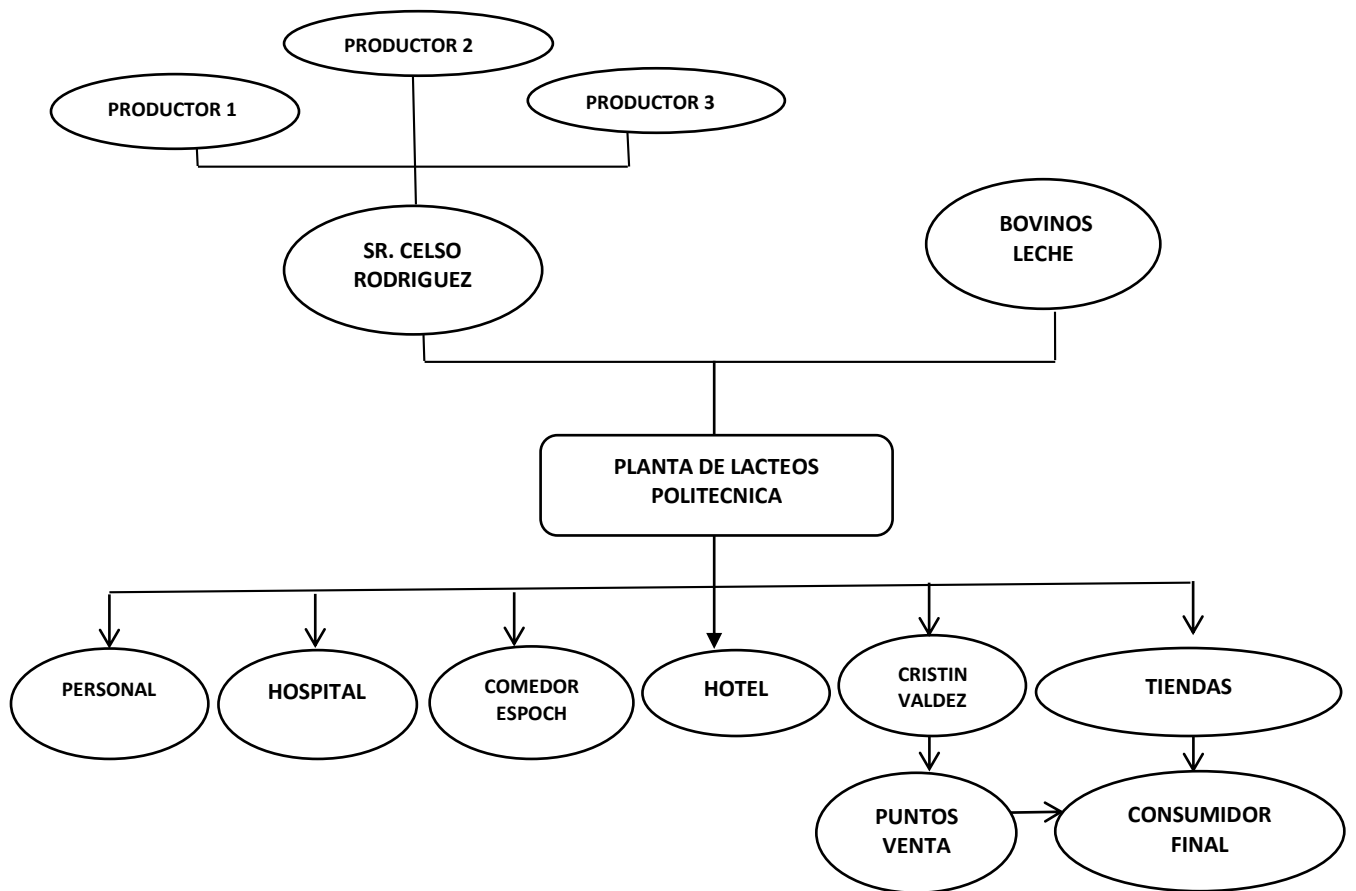 PRODUCTOR 2
PRODUCTOR 1
PRODUCTOR 3
SR. CELSO
RODRIGUEZ
BOVINOS
LECHE
PLANTA DE LACTEOS
POLITECNICA
PERSONAL
HOSPITAL
COMEDOR
ESPOCH
HOTEL
CRISTIN
VALDEZ
TIENDAS
PUNTOS
VENTA
CONSUMIDOR
FINAL